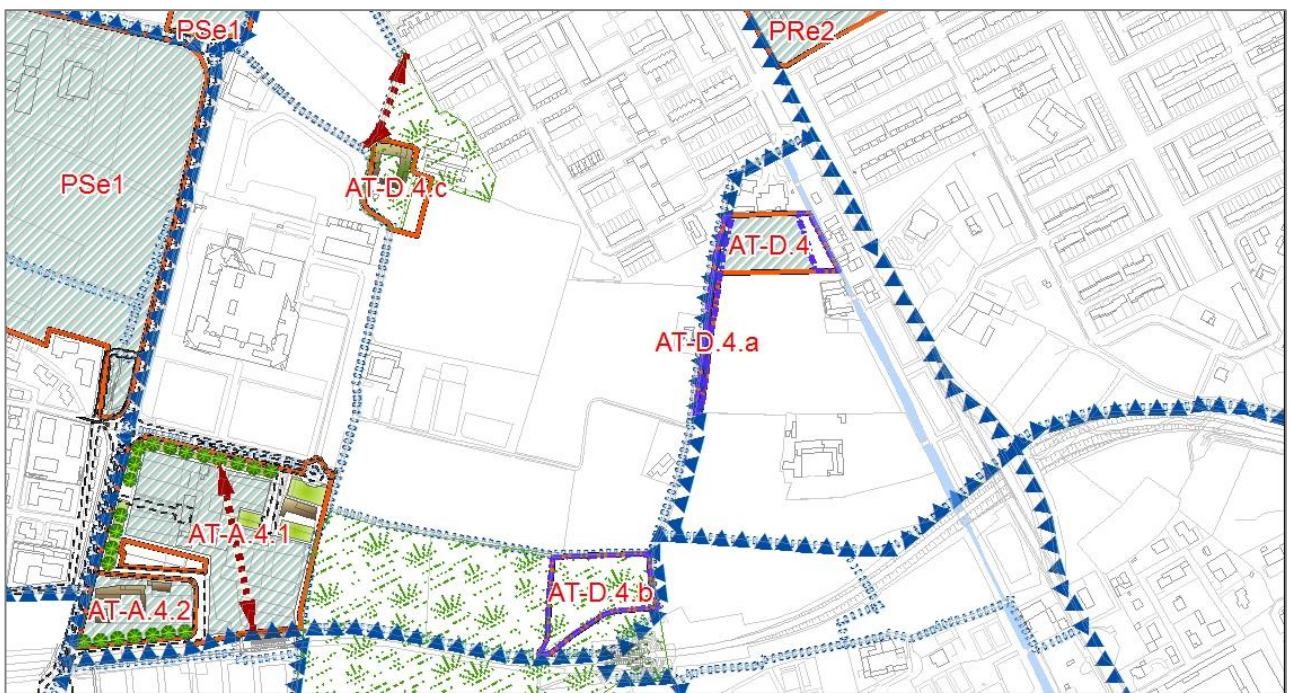 PSe1
PRe2
PSe1
AT-D.4.c
AT-D.4
AT-D.4.a
AT-A.4.1
AT-D.4.b
AT-A.4.2